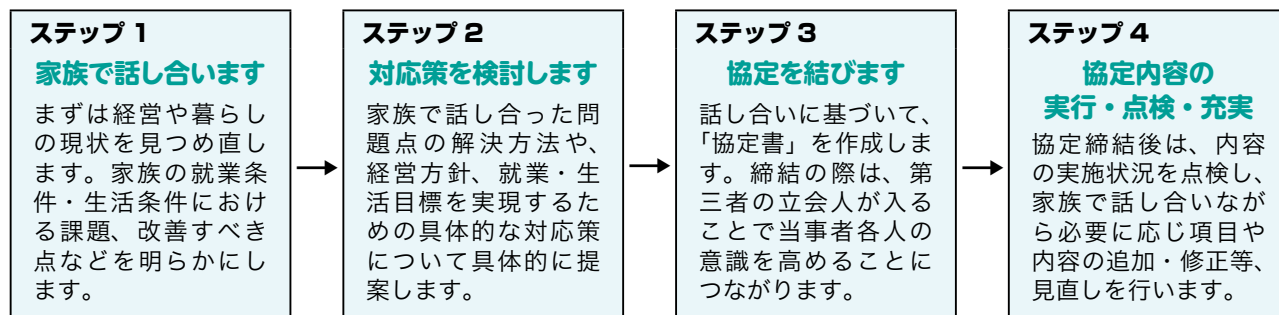 ステップ 1
家族で話し合います
まずは経営や暮らし
の現状を見つめ直し
ます。家族の就業条
件・生活条件におけ
る課題、改善すべき
点などを明らかにし
ます。
ステップ 2
対応策を検討します
家族で話し合った問
題点の解決方法や、
経営方針、就業・生
活目標を実現するた
めの具体的な対応策
について具体的に提
案します。
ステップ 3
協定を結びます
話し合いに基づいて、
「協定書」を作成しま
す。締結の際は、第
三者の立会人が入る
ことで当事者各人の
意識を高めることに
つながります。
ステップ 4
協定内容の
実行・点検・充実
協定締結後は、内容
の実施状況を点検し、
家族で話し合いなが
ら必要に応じ項目や
内容の追加・修正等、
見直しを行います。